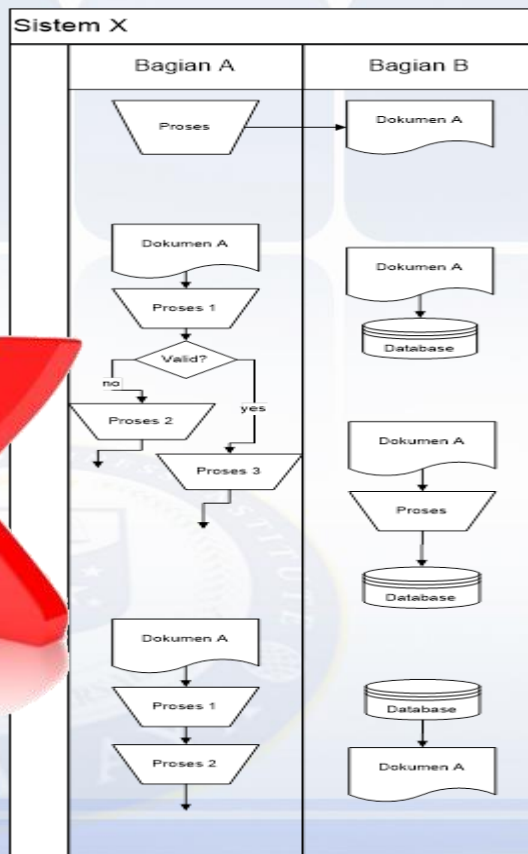 Sistem X
Bagian A
Bagian B
Proses
Dokumen A
Dokumen A
Proses 1
Valid?
no
yes
Proses 2
Proses 3
Dokumen A
Database
Dokumen A
Proses
Database
Dokumen A
Proses 1
Proses 2
Database
Dokumen A